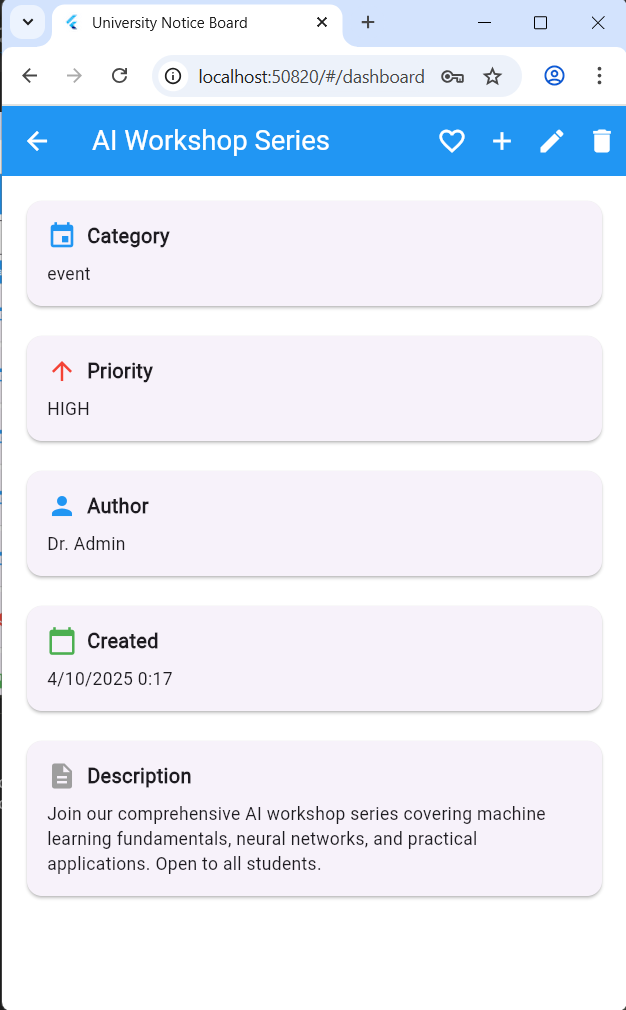 University Notice Board
localhost:50820/#/dashboard
AI Workshop Series
Category
event
Priority
HIGH
Author
Dr. Admin
Created
4/10/2025 0:17
Description
Join our comprehensive AI workshop series covering machine
learning fundamentals, neural networks, and practical
applications. Open to all students.